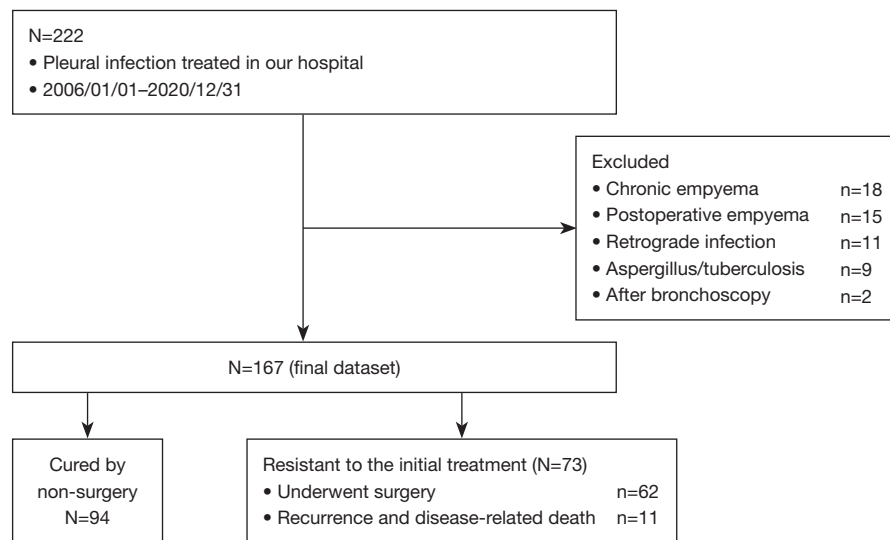 N=222
• Pleural infection treated in our hospital
• 2006/01/01–2020/12/31
Excluded
• Chronic empyema n=18
• Postoperative empyema n=15
• Retrograde infection n=11
• Aspergillus/tuberculosis n=9
• After bronchoscopy n=2
N=167 (final dataset)
Cured by
non-surgery
N=94
Resistant to the initial treatment (N=73)
• Underwent surgery n=62
• Recurrence and disease-related death n=11